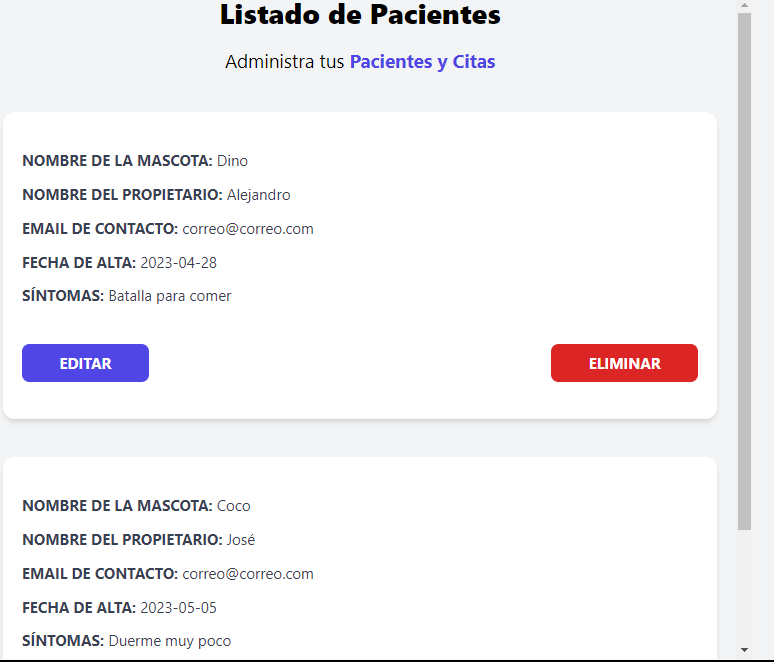 Listado de Pacientes
Administra tus Pacientes y Citas
NOMBRE DE LA MASCOTA: Dino
NOMBRE DEL PROPIETARIO: Alejandro
EMAIL DE CONTACTO: correo@correo.com
FECHA DE ALTA: 2023-04-28
SÍNTOMAS: Batalla para comer
EDITAR ELIMINAR
NOMBRE DE LA MASCOTA: Coco
NOMBRE DEL PROPIETARIO: José
EMAIL DE CONTACTO: correo@correo.com
FECHA DE ALTA: 2023-05-05
SÍNTOMAS: Duerme muy poco